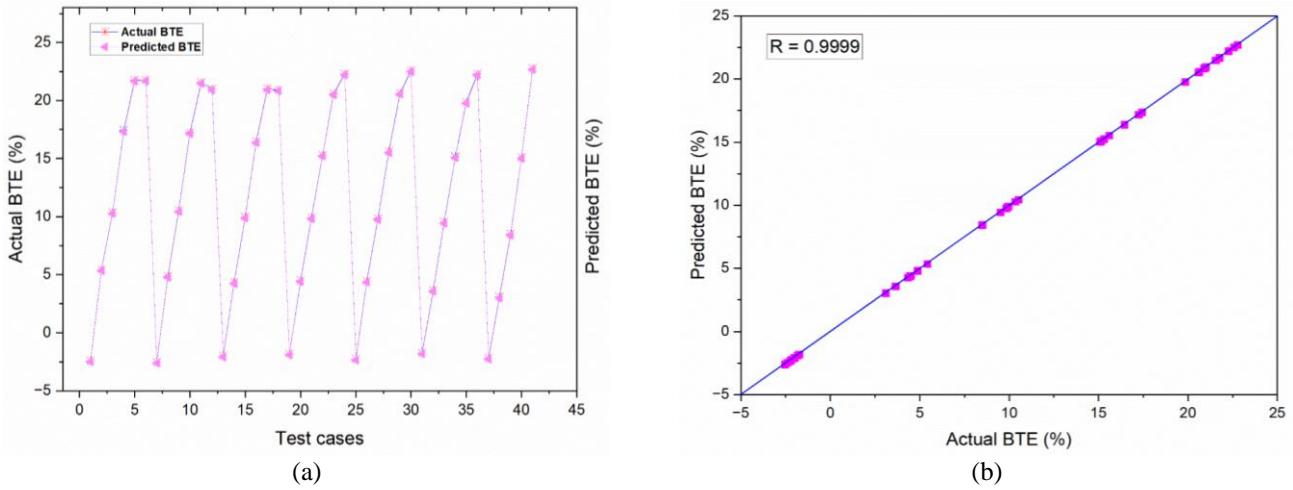 Actual BTE
Predicted BTE
25
20
15
10
5
0
−5
Actual BTE (%)
Predicted BTE (%)
0 5 10 15 20 25 30 35 40 45
Test cases
(a)
R = 0.9999
25
20
15
10
5
0
−5
Predicted BTE (%)
−5 0 5 10 15 20 25
Actual BTE (%)
(b)